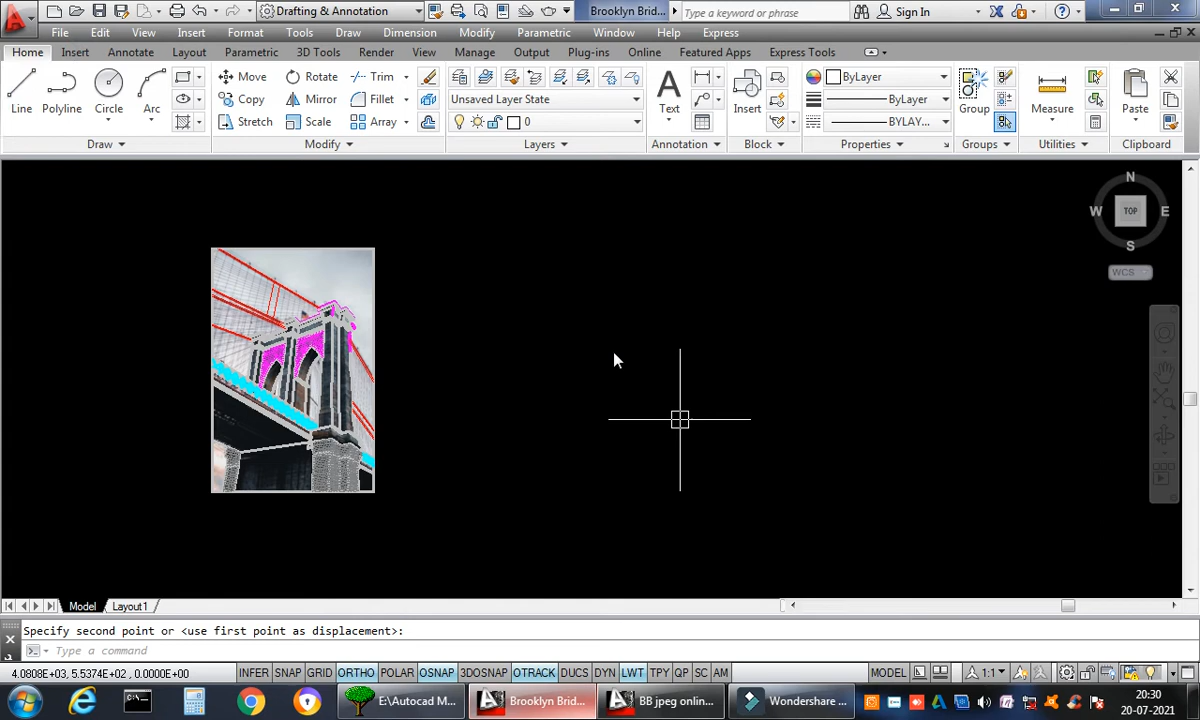 Drafting & Annotation
Brooklyn Brid...
Type a keyword or phrase
Sign In
File Edit View Insert Format Tools Draw Dimension Modify Parametric Window Help Express
Home Insert Annotation Layout Parametric 3D Tools Render View Manage Output Plug-ins Online Featured Apps Express Tools
Move Rotate Trim ByLayer
Line Polyline Circle Arc Copy Mirror Fillet Unsaved Layer State Text Insert ByLayer Group Measure Paste
Stretch Scale Array 0 BYLAY...
Draw Modify Layers Annotation Block Properties Groups Utilities Clipboard
N
W TOP E
S
WCS
Model Layout1
Specify second point or <use first point as displacement>:
Type a command
4.0808E+03, 5.5374E+02, 0.0000E+00 INFER SNAP GRID ORTHO POLAR OSNAP 3DOSNAP OTRACK DUCS DYN LWT TPY QP SC AM MODEL 1:1
E:\Autocad M... Brooklyn Brid... BB jpeg onlin... Wondershare ... 20:30
20-07-2021